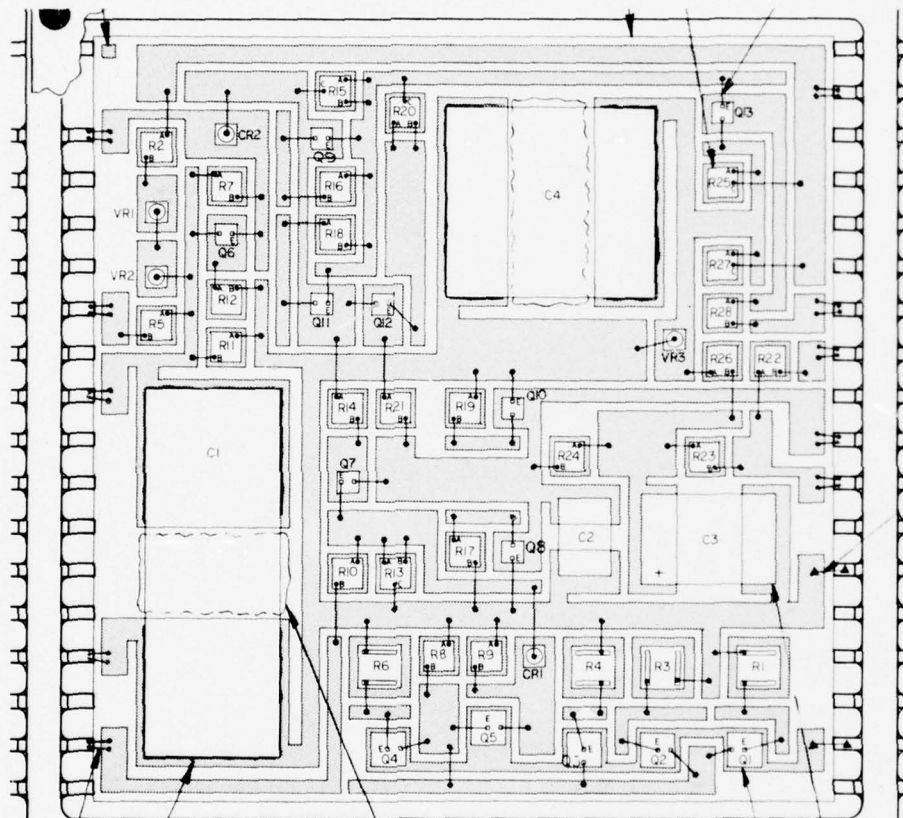 A
C
R15
B
C
R20
A B
E
Q13
CR2
A
R2
B
E
Q9
A
R7
B
A
R16
B
A
R25
C
C4
VR1
A
R18
B
Q6
VR2
A
R27
C
A
R12
B
E
Q11
E
Q12
A
R28
B
A
R5
B
A
R11
B
VR3
R26
A B
R22
A B
A
R14
B
A
R21
B
A
R19
B
E
Q10
C1
A
R24
B
A
R23
B
Q7
E
C2
C3
A
R17
B
Q8
E
A
R10
B
A B
R13
C
+
R6
A
R8
B
A
R9
B
CR1
R4
R3
R1
E
Q5
E
Q4
E
E
Q2
E
Q1